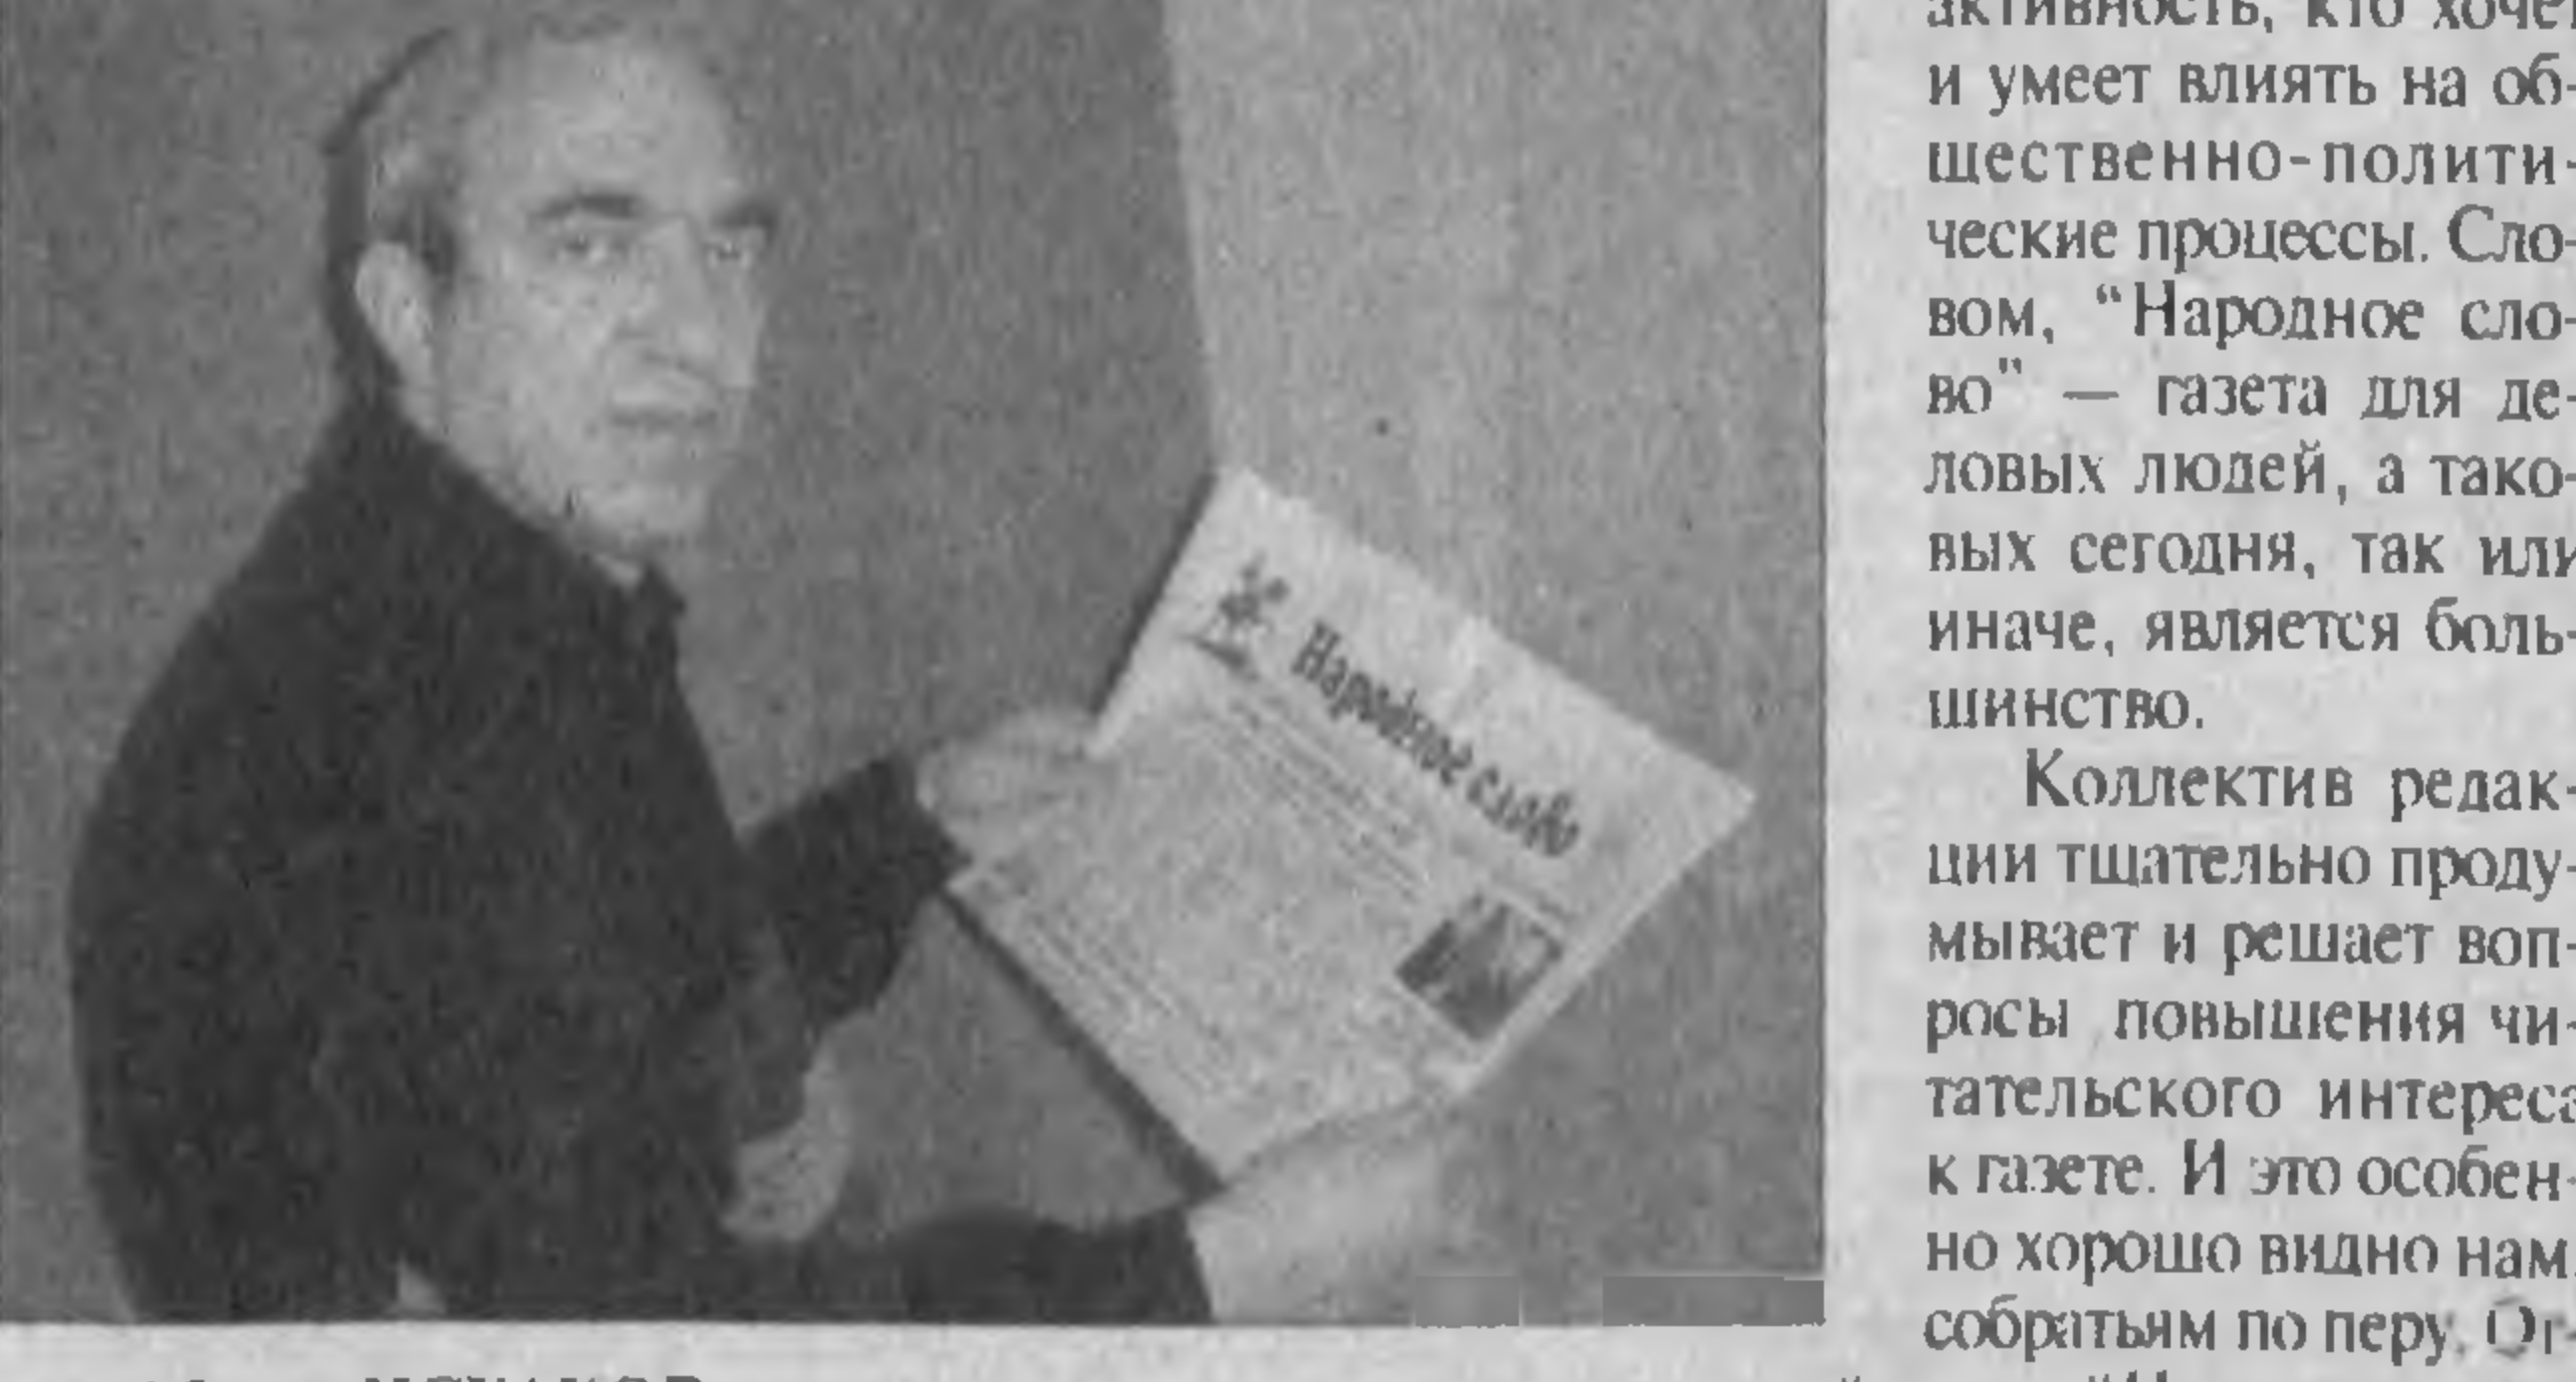 Народное слово
активность, кто хочет
и умеет влиять на об-
щественно-полити-
ческие процессы. Сло-
вом, “Народное сло-
во” — газета для де-
ловых людей, а тако-
вых сегодня, так или
иначе, является боль-
шинство.
Коллектив редак-
ции тщательно проду-
мывает и решает воп-
росы повышения чи-
тательского интереса
к газете. И это особен-
но хорошо видно нам,
собратьям по перу. От-